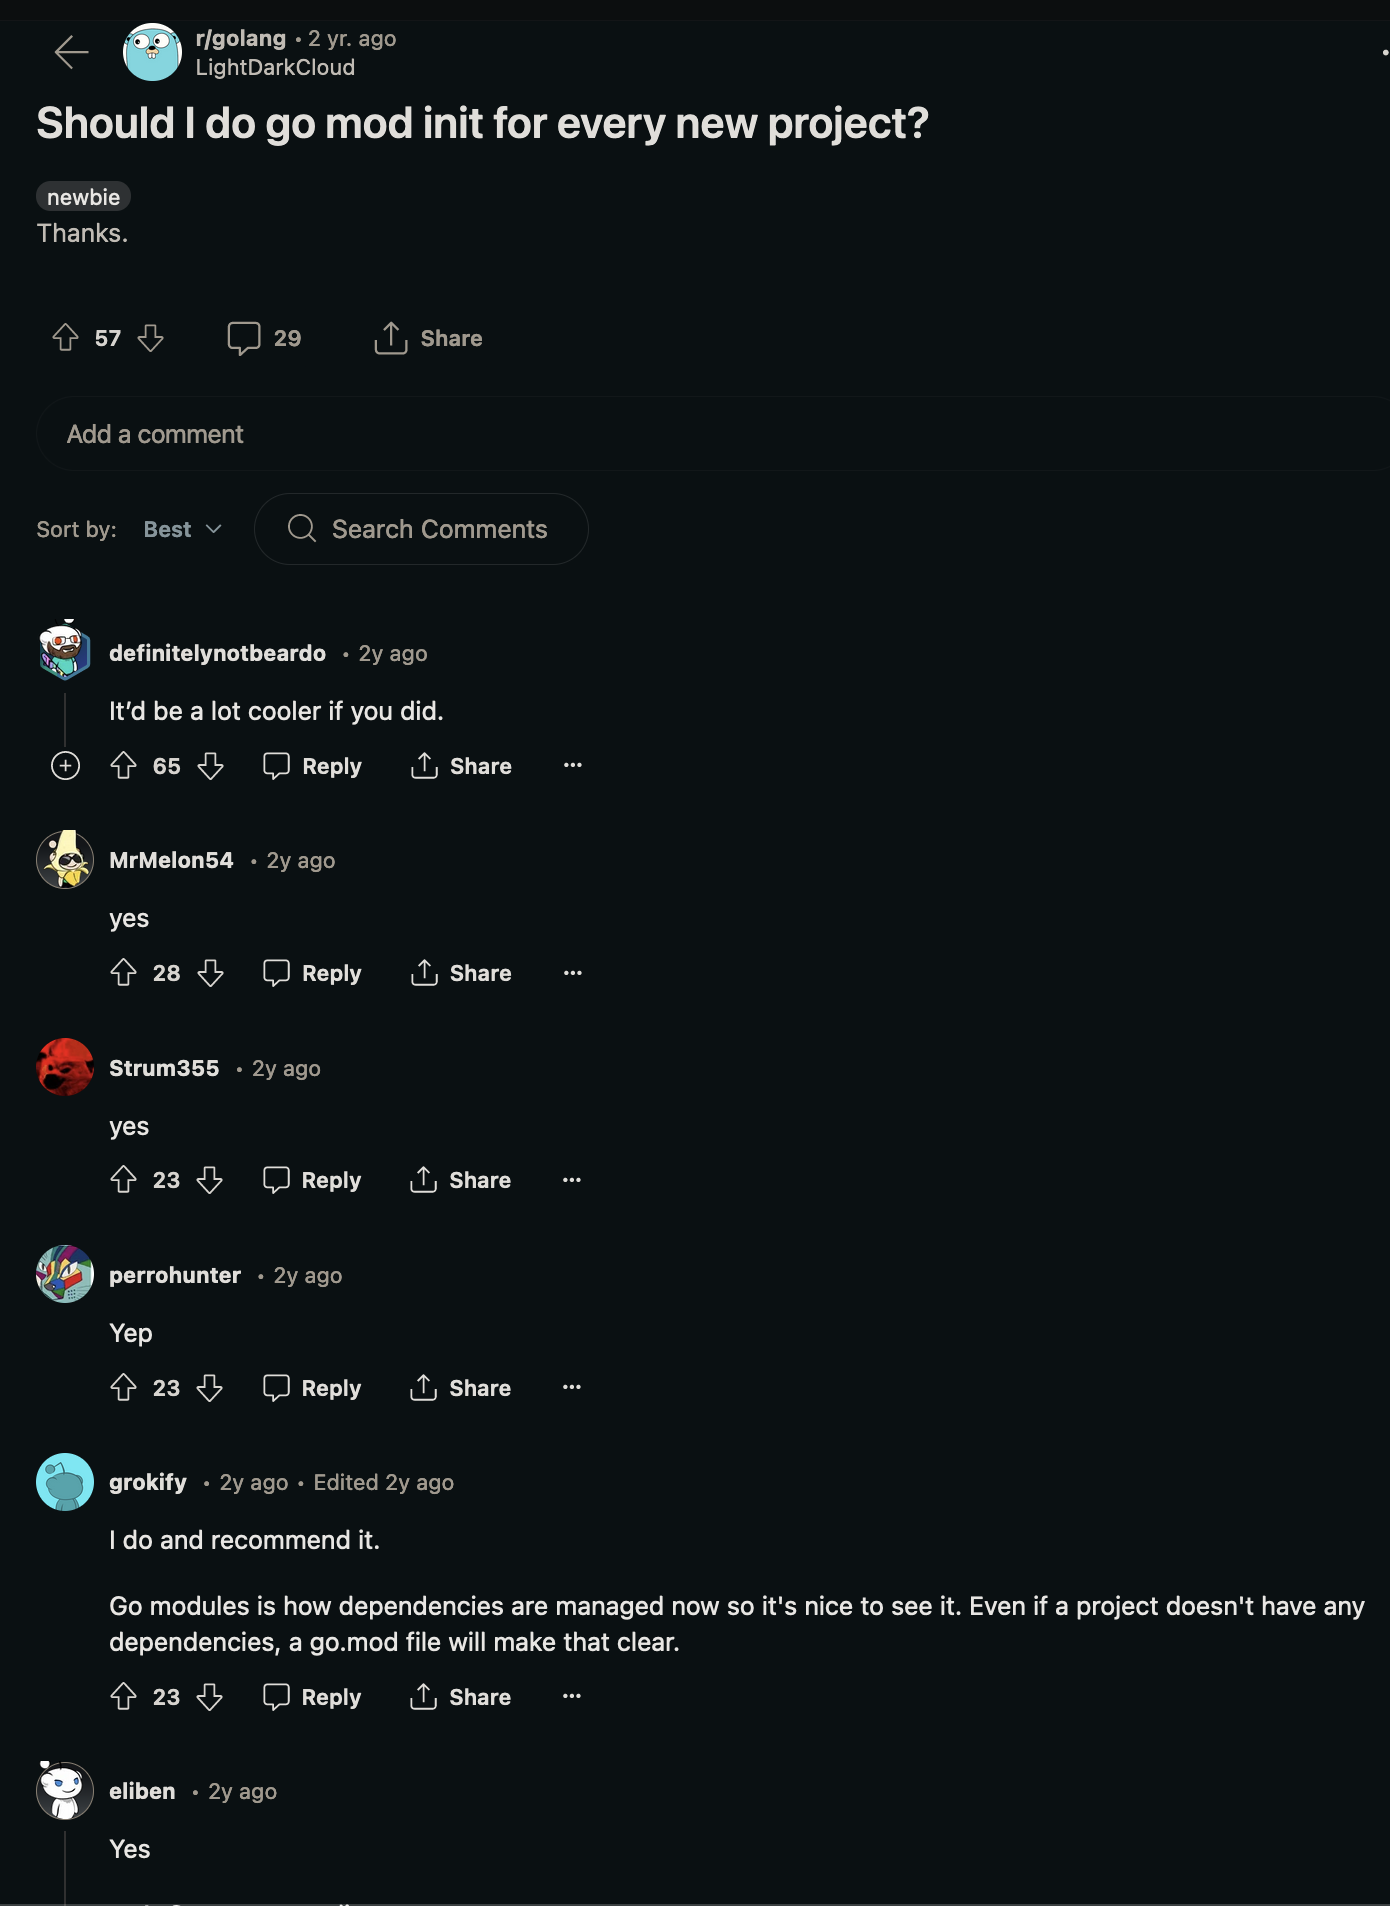 r/golang • 2 yr. ago
LightDarkCloud
Should I do go mod init for every new project?
newbie
Thanks.
57 29 Share
Add a comment
Sort by: Best Search Comments
definitelynotbeardo • 2y ago
It’d be a lot cooler if you did.
65 Reply Share ...
MrMelon54 • 2y ago
yes
28 Reply Share ...
Strum355 • 2y ago
yes
23 Reply Share ...
perrohunter • 2y ago
Yep
23 Reply Share ...
grokify • 2y ago • Edited 2y ago
I do and recommend it.
Go modules is how dependencies are managed now so it's nice to see it. Even if a project doesn't have any
dependencies, a go.mod file will make that clear.
23 Reply Share ...
eliben • 2y ago
Yes